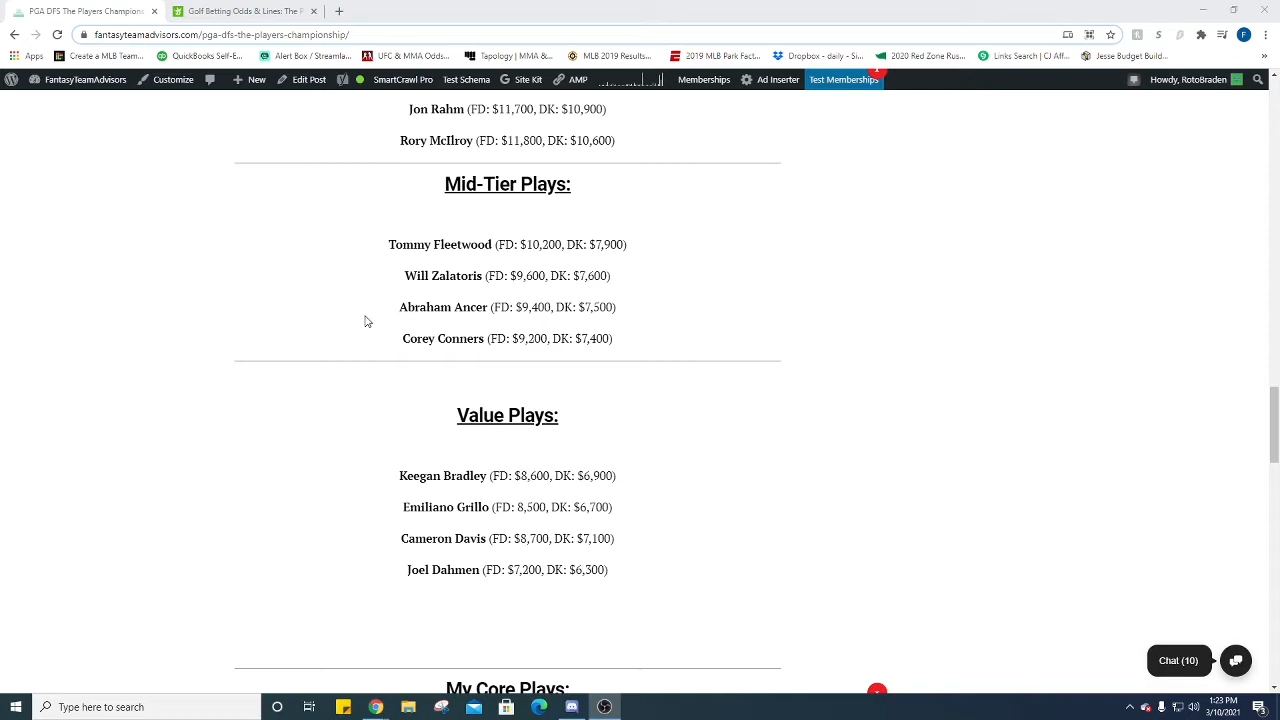 PGA DFS The Players Champions
Golf Betting Odds & Lines: The F
fantasyteamadvisors.com/pga-dfs-the-players-championship/
Apps
Create a MLB Team...
QuickBooks Self-E...
Alert Box / Streamla...
UFC & MMA Odds...
Tapology | MMA &...
MLB 2019 Results...
2019 MLB Park Fact...
Dropbox - daily - Si...
2020 Red Zone Rus...
Links Search | CJ Aff...
Jesse Budget Work...
FantasyTeamAdvisors
Customize
New
Edit Post
SmartCrawl Pro
Test Schema
Site Kit
AMP
Memberships
Ad Inserter
Test Memberships
Howdy, RotoBraden
Jon Rahm (FD: $11,700, DK: $10,900)
Rory McIlroy (FD: $11,800, DK: $10,600)
Mid-Tier Plays:
Tommy Fleetwood (FD: $10,200, DK: $7,900)
Will Zalatoris (FD: $9,600, DK: $7,600)
Abraham Ancer (FD: $9,400, DK: $7,500)
Corey Conners (FD: $9,200, DK: $7,400)
Value Plays:
Keegan Bradley (FD: $8,600, DK: $6,900)
Emiliano Grillo (FD: 8,500, DK: $6,700)
Cameron Davis (FD: $8,700, DK: $7,100)
Joel Dahmen (FD: $7,200, DK: $6,300)
My Core Plays:
Chat (10)
Type here to search
1:23 PM
3/10/2021